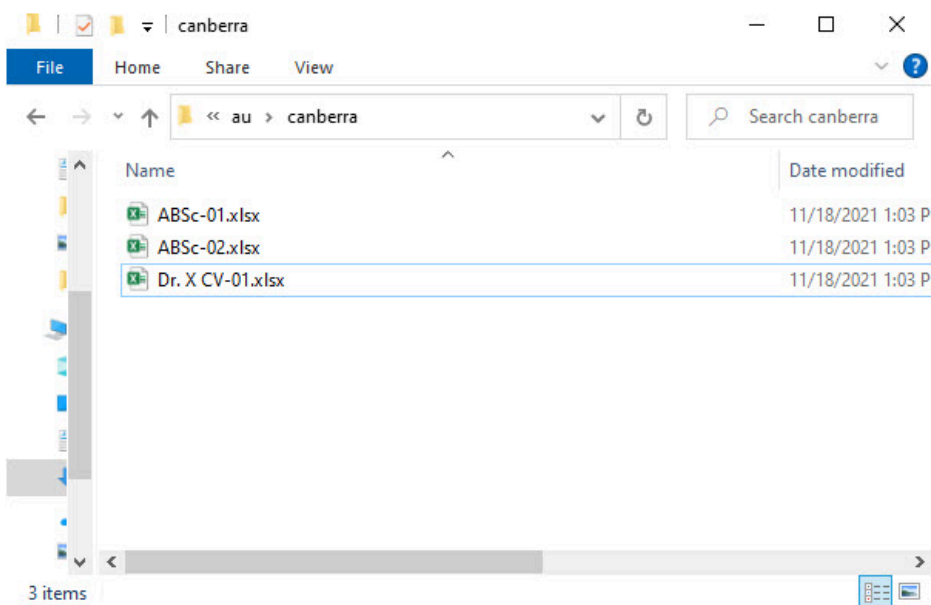 canberra
File Home Share View ?
« au > canberra Search canberra
Name Date modified
ABSc-01.xlsx 11/18/2021 1:03 P
ABSc-02.xlsx 11/18/2021 1:03 P
Dr. X CV-01.xlsx 11/18/2021 1:03 P
3 items